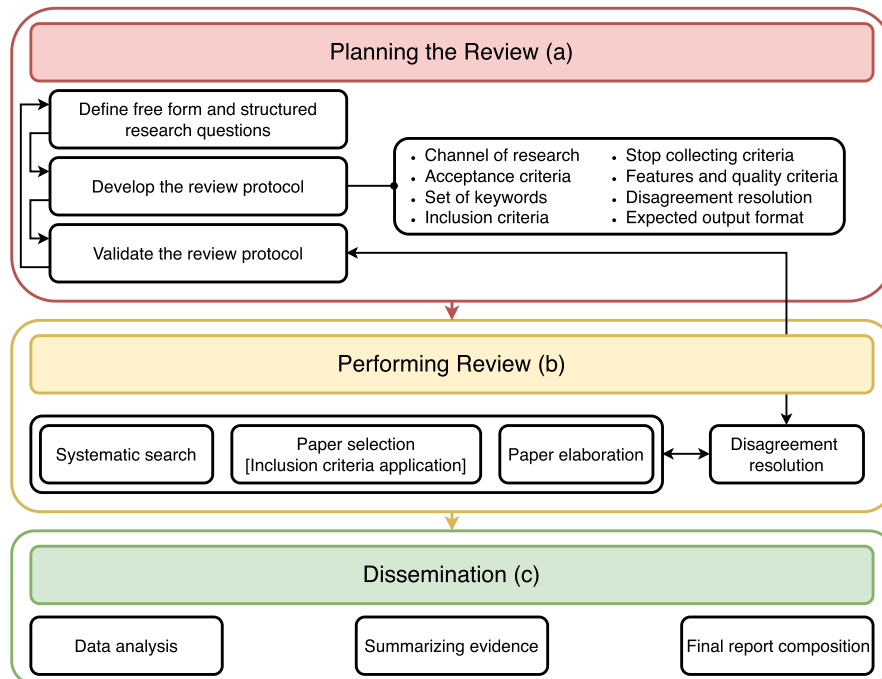 Planning the Review (a)
Define free form and structured
research questions
Develop the review protocol
Validate the review protocol
• Channel of research
• Acceptance criteria
• Set of keywords
• Inclusion criteria
• Stop collecting criteria
• Features and quality criteria
• Disagreement resolution
• Expected output format
Performing Review (b)
Systematic search
Paper selection
[Inclusion criteria application]
Paper elaboration
Disagreement
resolution
Dissemination (c)
Data analysis
Summarizing evidence
Final report composition